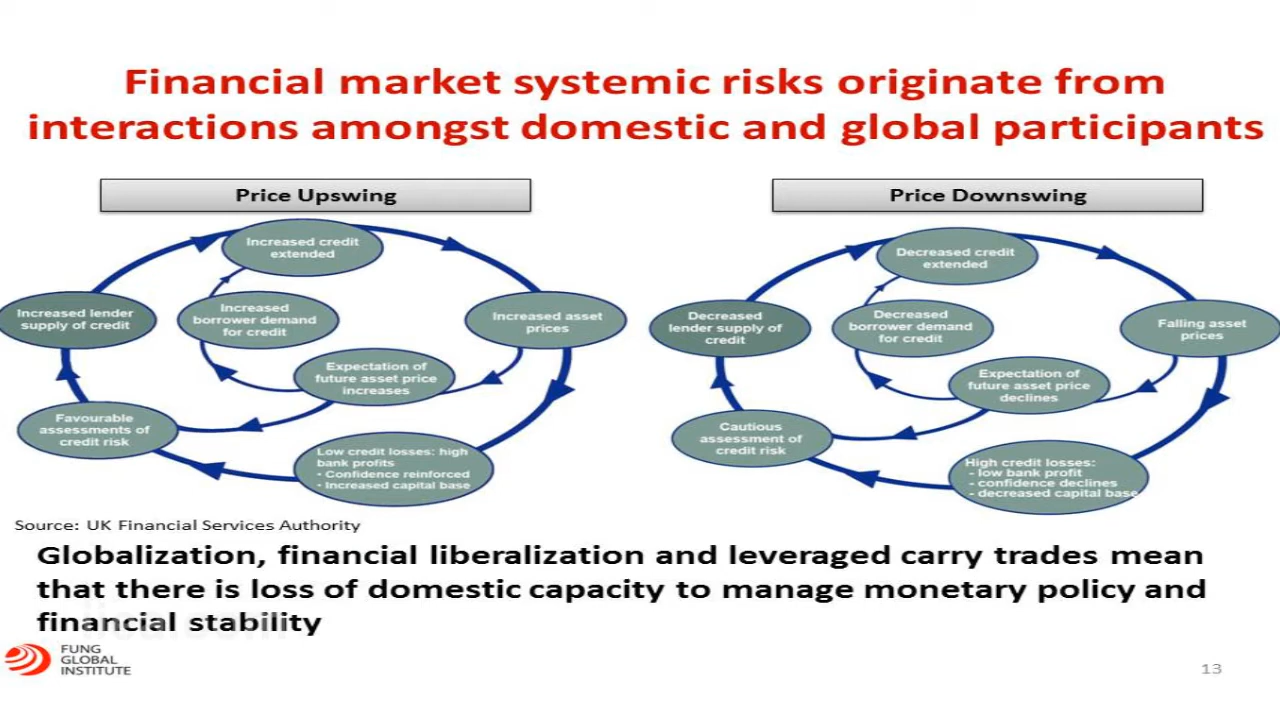 Financial market systemic risks originate from
interactions amongst domestic and global participants
Price Upswing
Increased credit
extended
Increased lender
supply of credit
Increased
borrower demand
for credit
Increased asset
prices
Expectation of
future asset price
increases
Favourable
assessments of
credit risk
Low credit losses: high
bank profits
- Confidence reinforced
- Increased capital base
Price Downswing
Decreased credit
extended
Decreased
lender supply of
credit
Decreased
borrower demand
for credit
Falling asset
prices
Expectation of
future asset price
declines
Cautious
assessment of
credit risk
High credit losses:
- low bank profit
- confidence declines
- decreased capital base
Source: UK Financial Services Authority
Globalization, financial liberalization and leveraged carry trades mean
that there is loss of domestic capacity to manage monetary policy and
financial stability
FUNG
GLOBAL
INSTITUTE
13